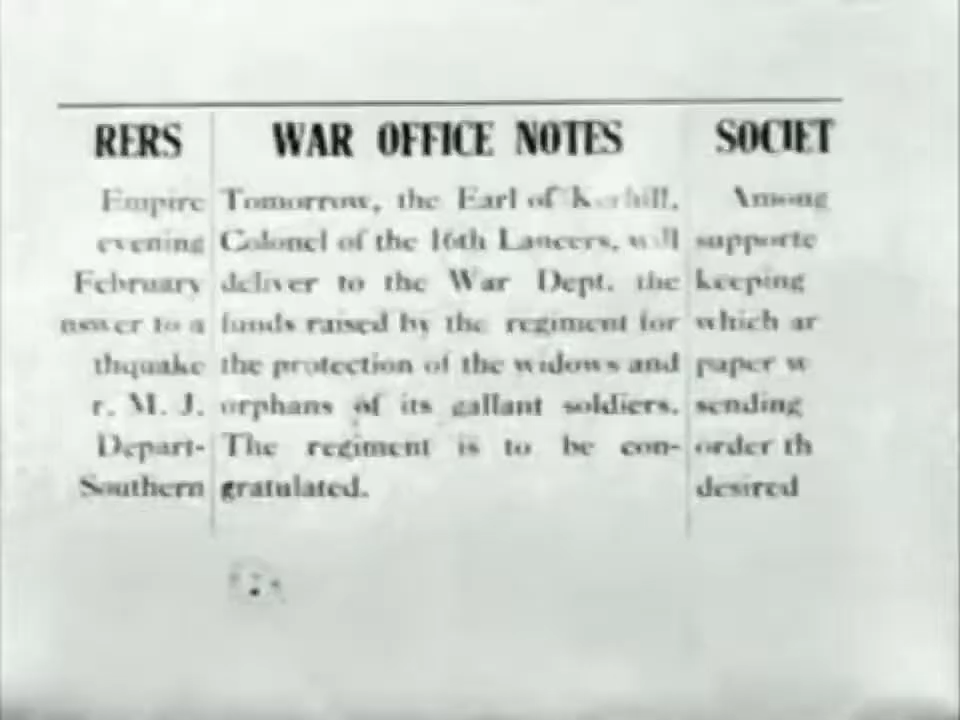 RERS
Empire
evening
February
nswer to a
thquake
r. M. J.
Depart-
Southern
WAR OFFICE NOTES
Tomorrow, the Earl of Kerhill,
Colonel of the 16th Lancers, will
deliver to the War Dept. the
funds raised by the regiment for
the protection of the widows and
orphans of its gallant soldiers.
The regiment is to be con-
gratulated.
SOCIET
Among
supporte
keeping
which ar
paper w
sending
order th
desired